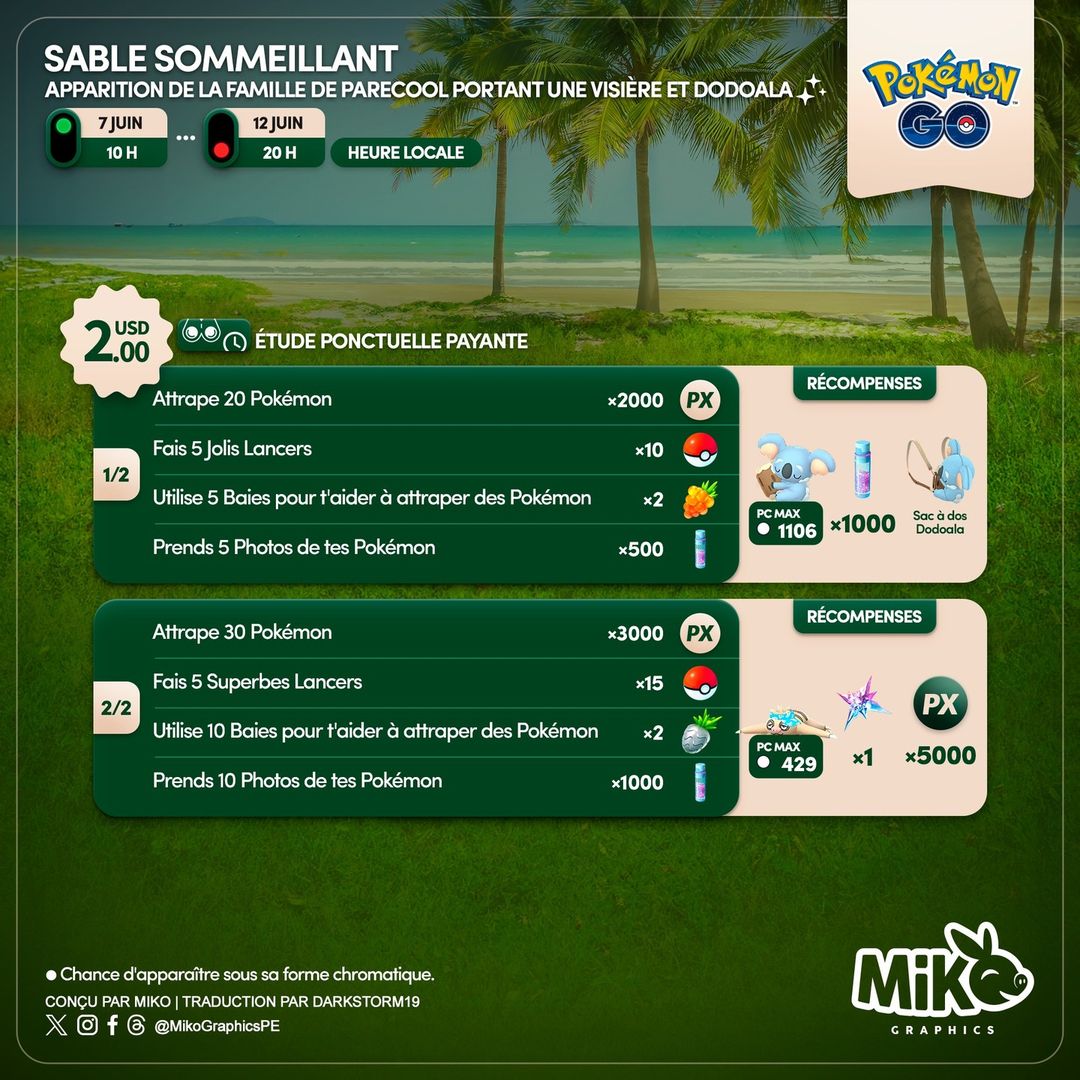 SABLE SOMMEILLANT
APPARITION DE LA FAMILLE DE PARECOOL PORTANT UNE VISIÈRE ET DODOALA
7 JUIN
10 H
...
12 JUIN
20 H
HEURE LOCALE
POKéMON
GO
2.00 USD
ÉTUDE PONCTUELLE PAYANTE
1/2
Attrape 20 Pokémon ×2000 PX
Fais 5 Jolis Lancers ×10
Utilise 5 Baies pour t'aider à attraper des Pokémon ×2
Prends 5 Photos de tes Pokémon ×500
RÉCOMPENSES
PC MAX
1106
×1000
Sac à dos
Dodoala
2/2
Attrape 30 Pokémon ×3000 PX
Fais 5 Superbes Lancers ×15
Utilise 10 Baies pour t'aider à attraper des Pokémon ×2
Prends 10 Photos de tes Pokémon ×1000
RÉCOMPENSES
PC MAX
429
×1
PX
×5000
● Chance d'apparaître sous sa forme chromatique.
CONÇU PAR MIKO | TRADUCTION PAR DARKSTORM19
@MikoGraphicsPE
MiKO
GRAPHICS